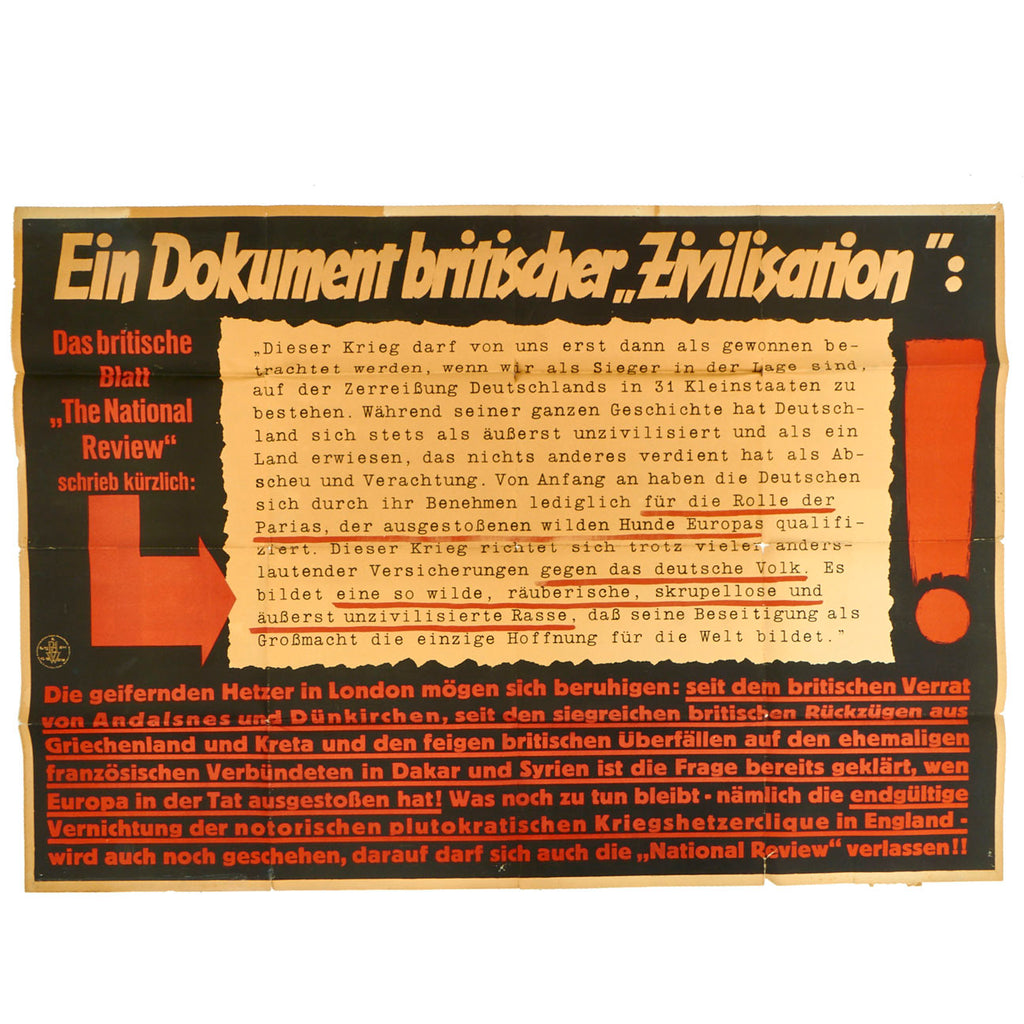 Ein Dokument britischer „Zivilisation":
Das britische
Blatt
„The National
Review“
schrieb kürzlich:
„Dieser Krieg darf von uns erst dann als gewonnen be-
trachtet werden, wenn wir als Sieger in der Lage sind,
auf der Zerreißung Deutschlands in 31 Kleinstaaten zu
bestehen. Während seiner ganzen Geschichte hat Deutsch-
land sich stets als äußerst unzivilisiert und als ein
Land erwiesen, das nichts anderes verdient hat als Ab-
scheu und Verachtung. Von Anfang an haben die Deutschen
sich durch ihr Benehmen lediglich für die Rolle der
Parias, der ausgestoßenen wilden Hunde Europas qualifi-
ziert. Dieser Krieg richtet sich trotz vieler anders-
lautender Versicherungen gegen das deutsche Volk. Es
bildet eine so wilde, räuberische, skrupellose und
äußerst unzivilisierte Rasse, daß seine Beseitigung als
Großmacht die einzige Hoffnung für die Welt bildet."
Die geifernden Hetzer in London mögen sich beruhigen: seit dem britischen Verrat
von Andalsnes und Dünkirchen, seit den siegreichen britischen Rückzügen aus
Griechenland und Kreta und den feigen britischen Überfällen auf den ehemaligen
französischen Verbündeten in Dakar und Syrien ist die Frage bereits geklärt, wen
Europa in der Tat ausgestoßen hat! Was noch zu tun bleibt - nämlich die endgültige
Vernichtung der notorischen plutokratischen Kriegshetzerclique in England -
wird auch noch geschehen, darauf darf sich auch die „National Review“ verlassen!!